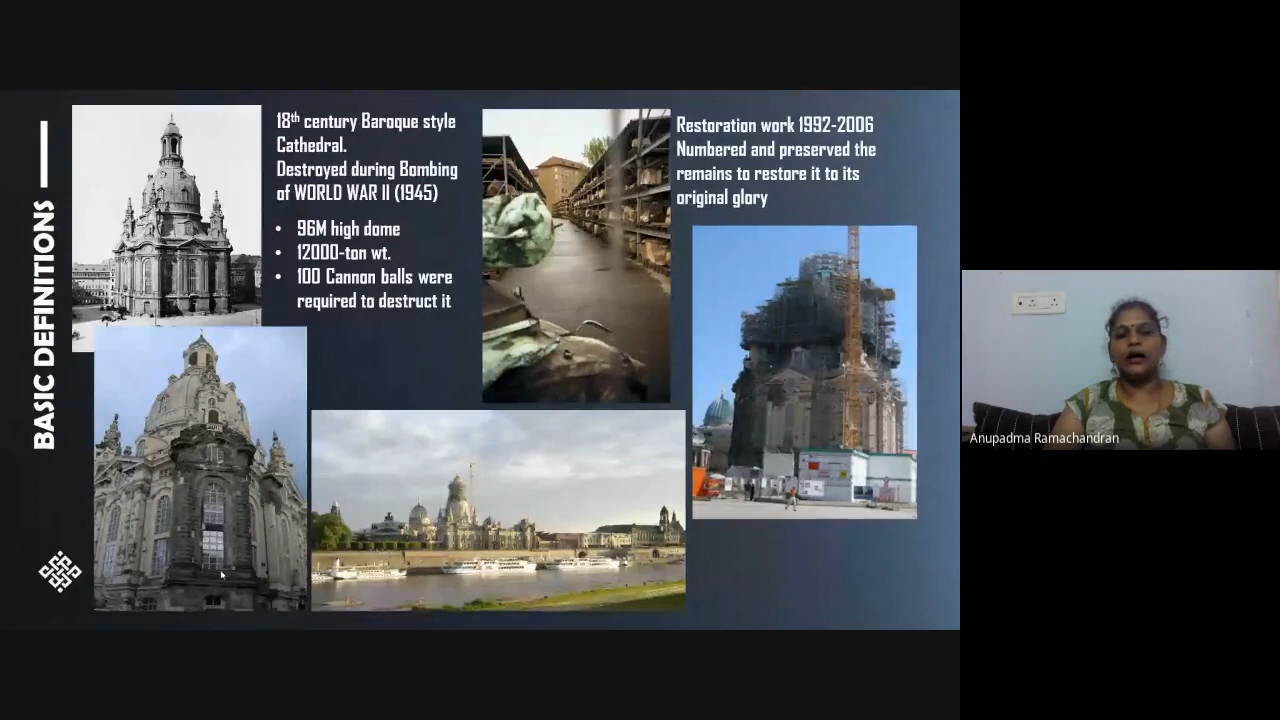 BASIC DEFINITIONS
18th century Baroque style
Cathedral.
Destroyed during Bombing
of WORLD WAR II (1945)
• 96M high dome
• 12000-ton wt.
• 100 Cannon balls were
required to destruct it
Restoration work 1992-2006
Numbered and preserved the
remains to restore it to its
original glory
Anupadma Ramachandran